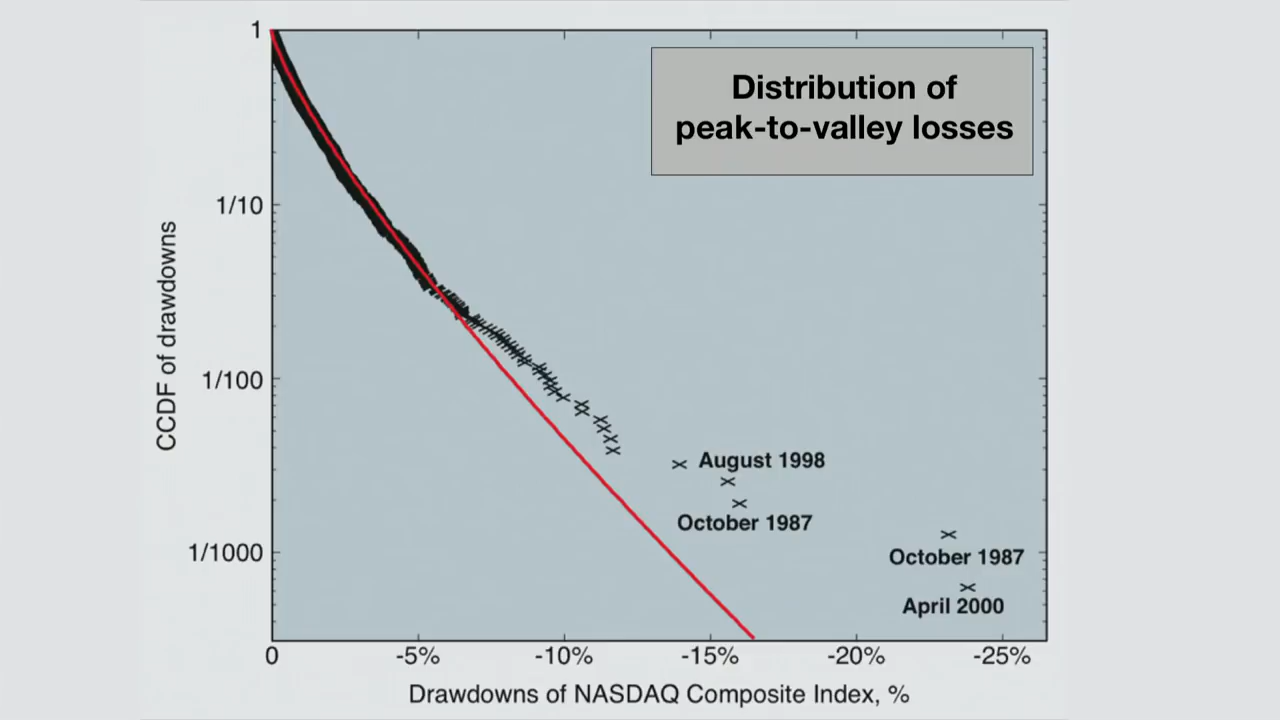 Distribution of
peak-to-valley losses
1
1/10
1/100
1/1000
CCDF of drawdowns
August 1998
October 1987
October 1987
April 2000
0
-5%
-10%
-15%
-20%
-25%
Drawdowns of NASDAQ Composite Index, %